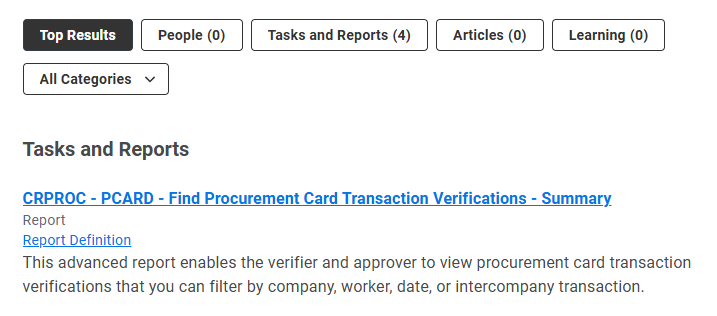 Top Results People (0) Tasks and Reports (4) Articles (0) Learning (0)
All Categories
Tasks and Reports
CRPROC - PCARD - Find Procurement Card Transaction Verifications - Summary
Report
Report Definition
This advanced report enables the verifier and approver to view procurement card transaction
verifications that you can filter by company, worker, date, or intercompany transaction.